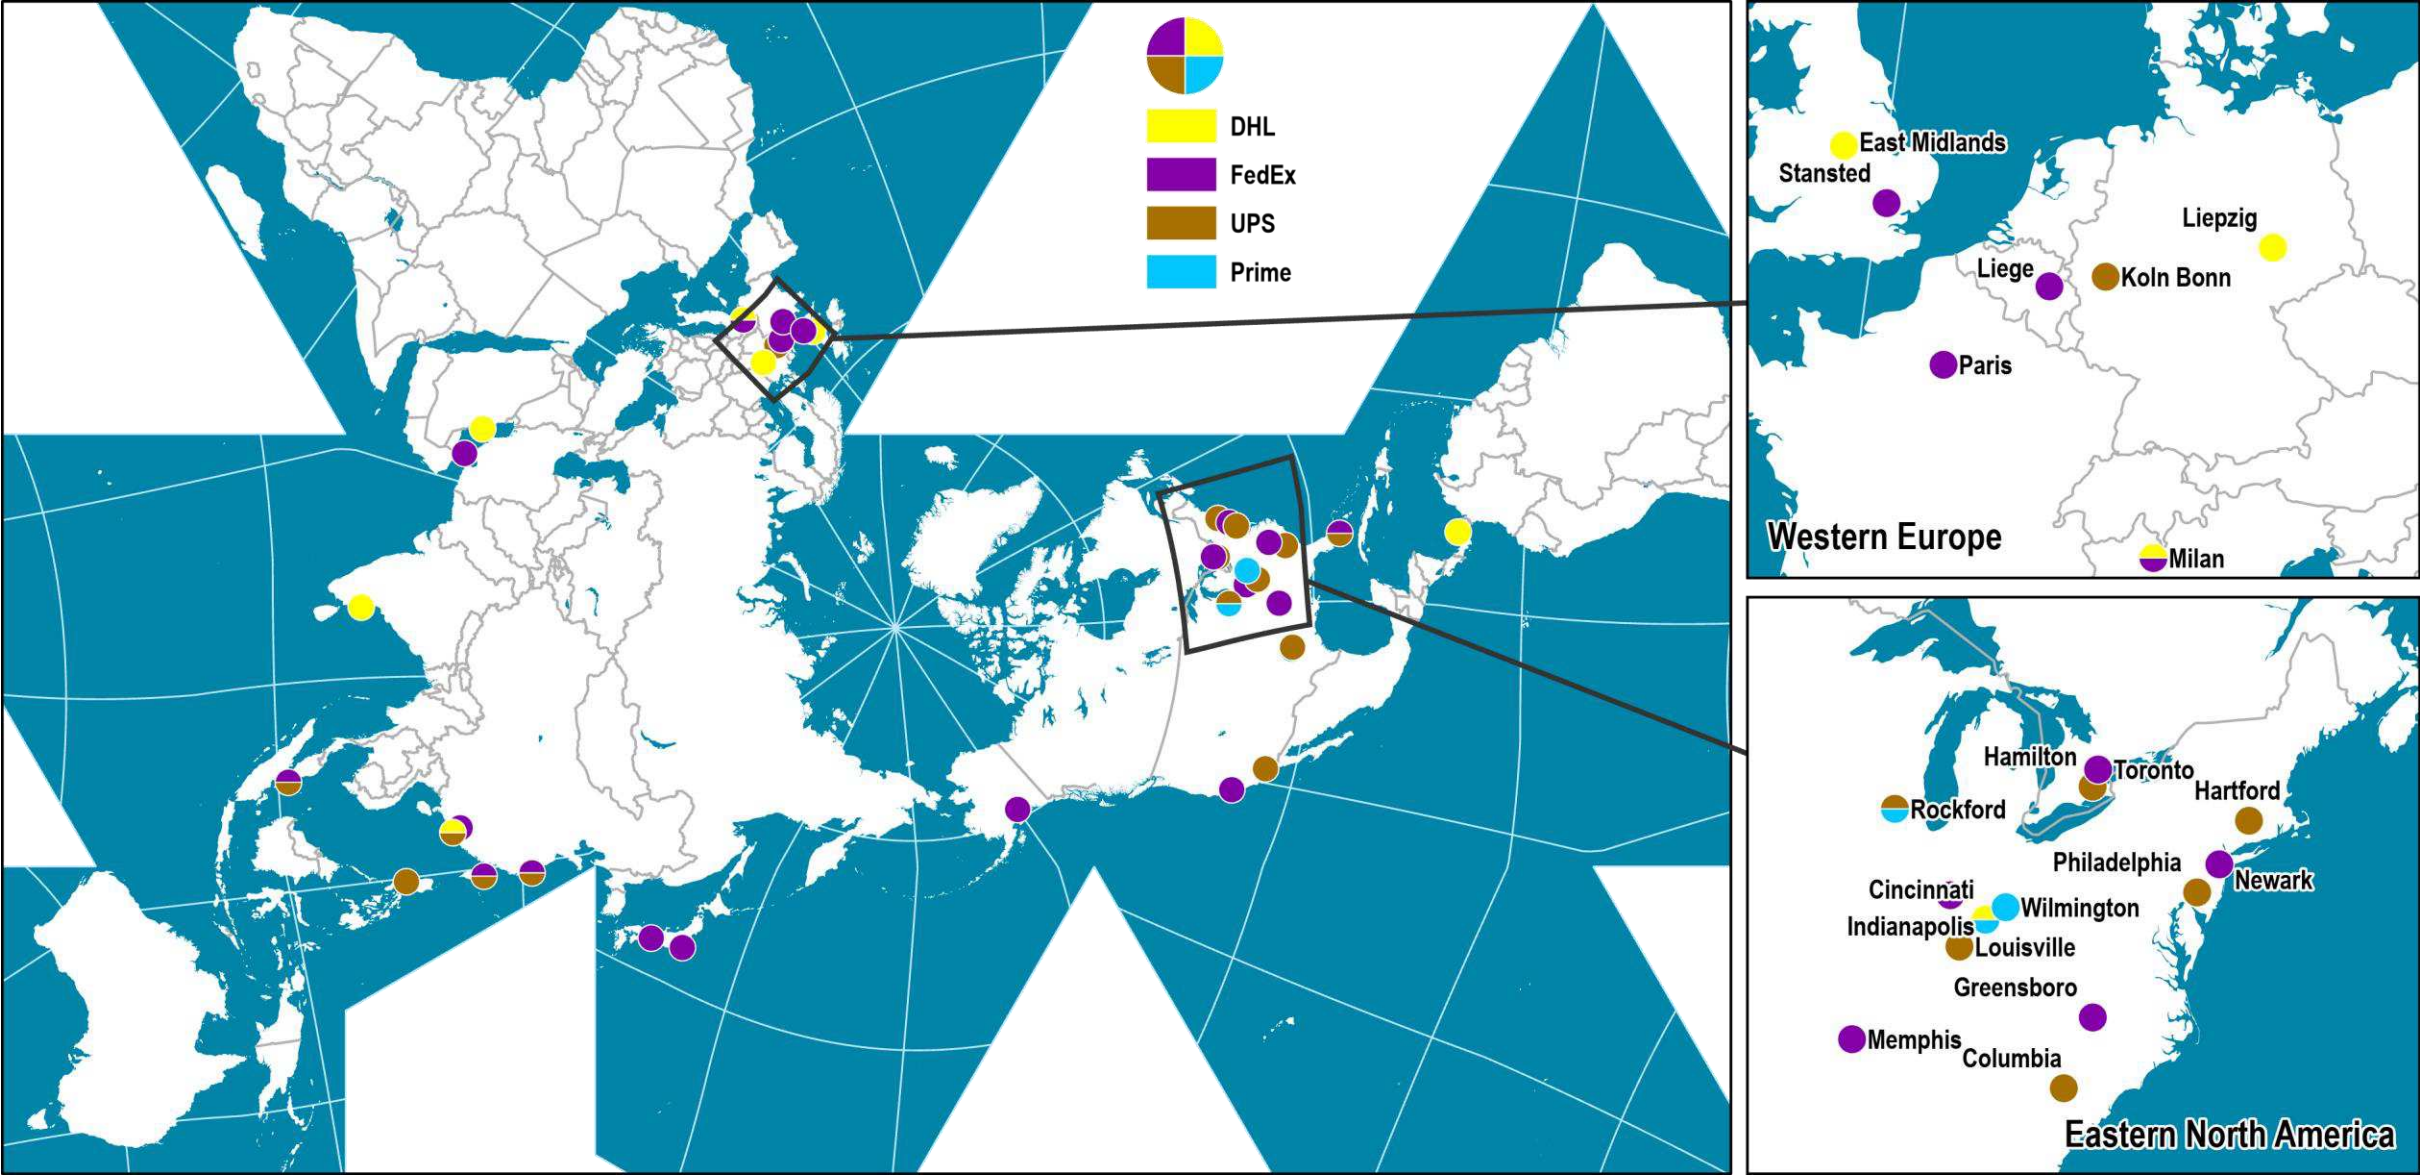 DHL
FedEx
UPS
Prime
East Midlands
Stansted
Liepzig
Liege
Koln Bonn
Paris
Western Europe
Milan
Hamilton
Toronto
Hartford
Rockford
Philadelphia
Newark
Cincinnati
Wilmington
Indianapolis
Louisville
Greensboro
Memphis
Columbia
Eastern North America